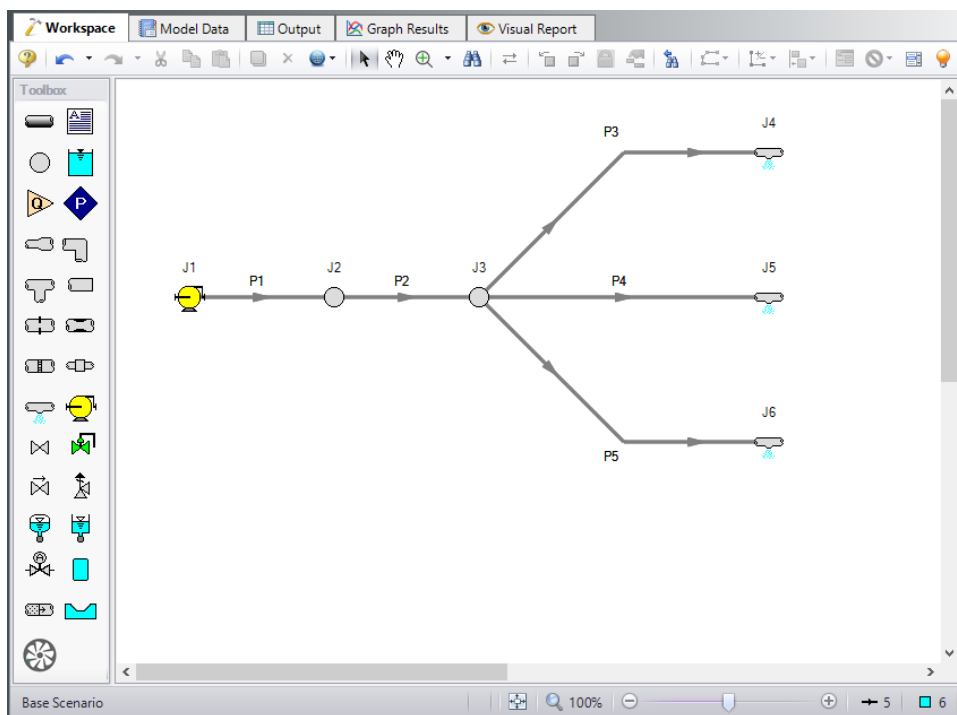 Workspace Model Data Output Graph Results Visual Report
Toolbox
A
Q P
A
J1 P1 J2 P2 J3 P3 J4
P4 J5
P5 J6
Base Scenario 100% 5 6